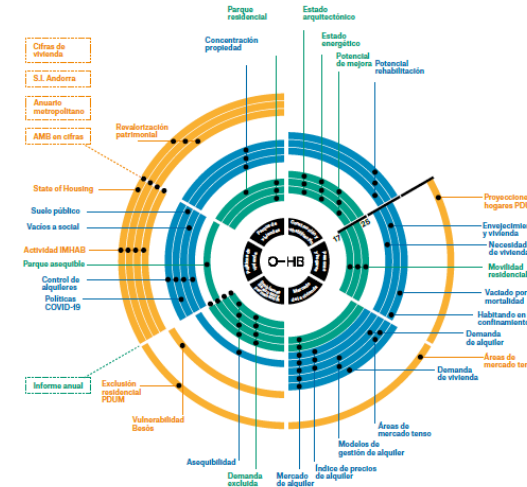 Parque
residencial
Estado
arquitectónico
Concentración
propiedad
Estado
energético
Potencial
de mejora
Potencial
rehabilitación
Cifras de
vivienda
S.I. Andorra
Anuario
metropolitano
AMB en cifras
Revalorización
patrimonial
State of Housing
Suelo público
Vacíos a social
Actividad IMHAB
Parque asequible
Control de
alquileres
Políticas
COVID-19
Informe anual
Exclusión
residencial
PDUM
Vulnerabilidad
Besòs
Asequibilidad
Demanda
excluida
Mercado
de alquiler
Índice de precios
de alquiler
Modelos de
gestión de alquiler
Áreas de
mercado tenso
Demanda
de vivienda
Áreas de
mercado ten
Demanda
de alquiler
Habitando en
confinamiento
Vaciado por
mortalidad
Movilidad
residencial
Necesidad
de vivienda
Envejecimien
y vivienda
Proyeccione
hogares PDU
17
25
O-HB